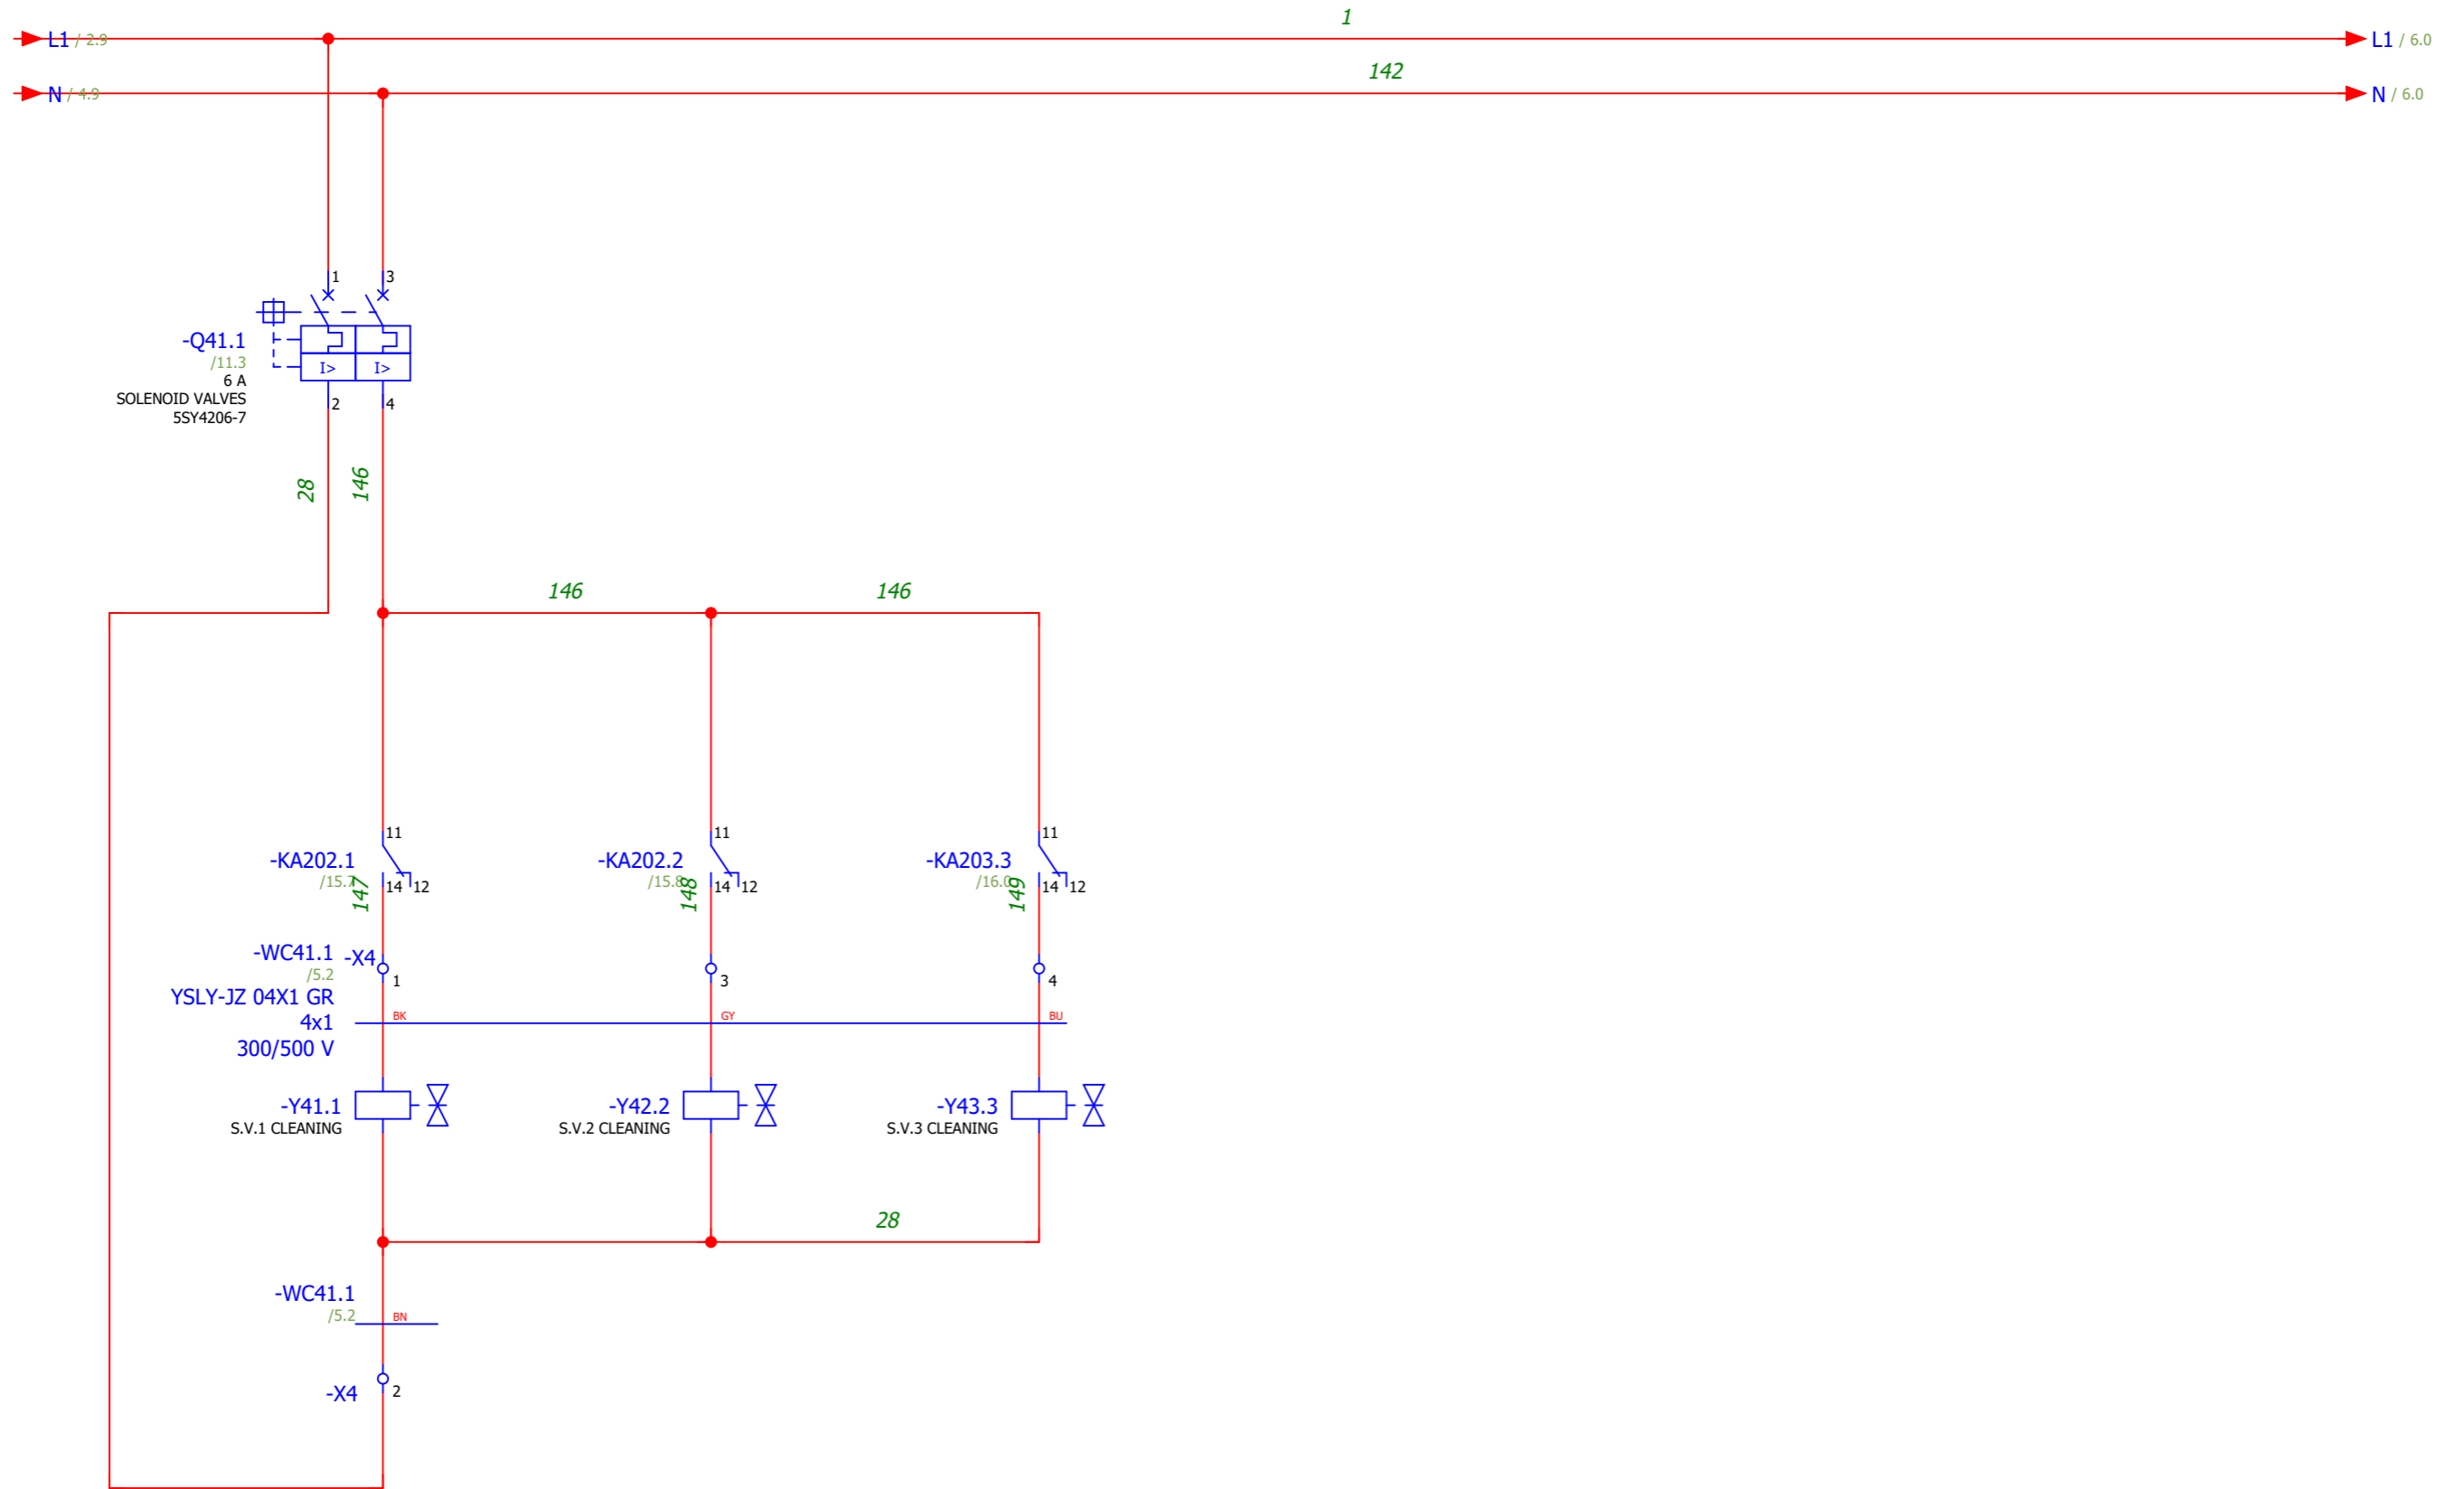 1
L1 / 2.9
L1 / 6.0
142
N / 4.9
N / 6.0
1
3
-Q41.1
/11.3
6 A
SOLENOID VALVES
5SY4206-7
I>
I>
2
4
28
146
146
146
11
11
11
-KA202.1
-KA202.2
-KA203.3
/15.7
/15.8
/16.0
14
12
14
12
14
12
147
148
149
-WC41.1
/5.2
YSLY-JZ 04X1 GR
4x1
300/500 V
-X4
1
3
4
BK
GY
BU
-Y41.1
S.V.1 CLEANING
-Y42.2
S.V.2 CLEANING
-Y43.3
S.V.3 CLEANING
28
-WC41.1
/5.2
BN
-X4
2